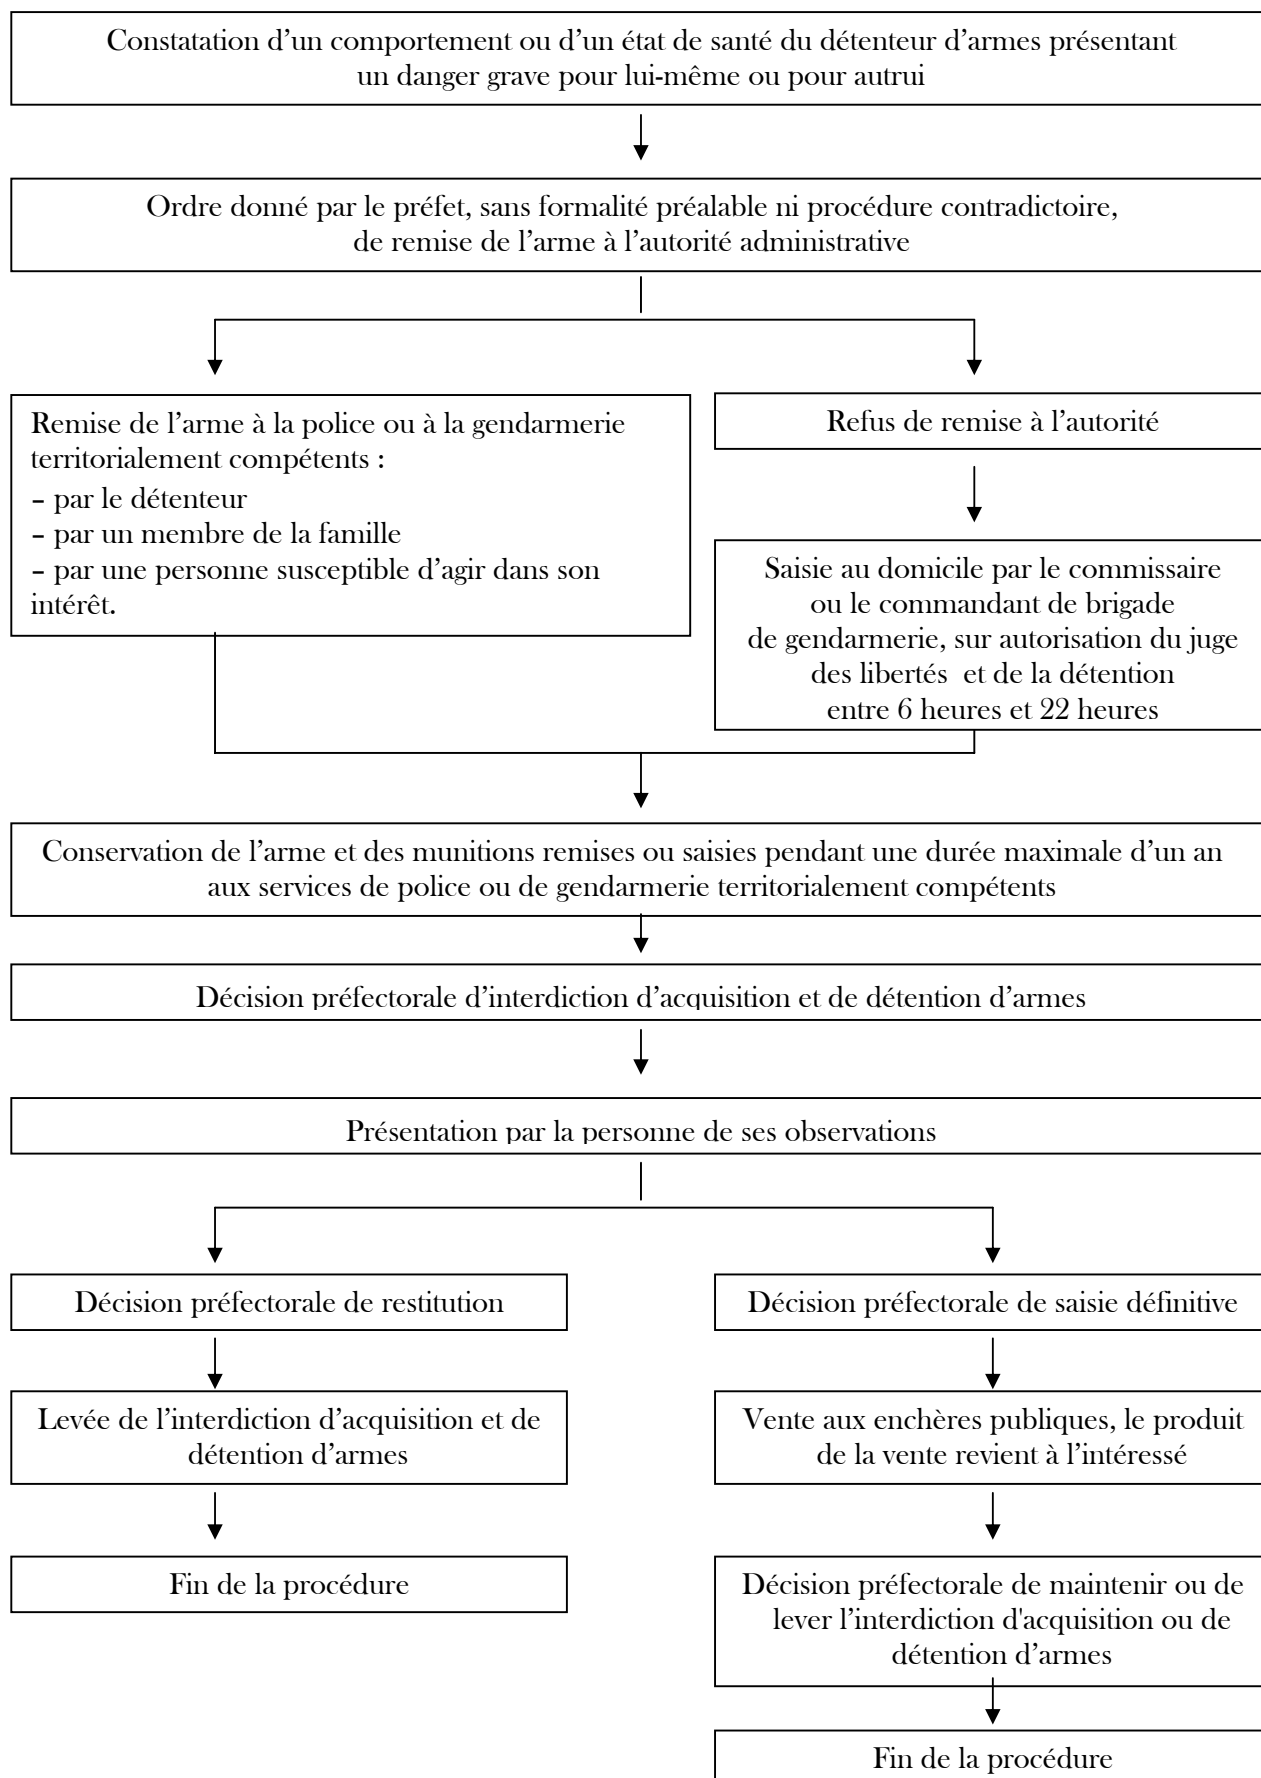 Constatation d’un comportement ou d’un état de santé du détenteur d’armes présentant
un danger grave pour lui-même ou pour autrui
Ordre donné par le préfet, sans formalité préalable ni procédure contradictoire,
de remise de l’arme à l’autorité administrative
Remise de l’arme à la police ou à la gendarmerie
territorialement compétents :
– par le détenteur
– par un membre de la famille
– par une personne susceptible d’agir dans son
intérêt.
Refus de remise à l’autorité
Saisie au domicile par le commissaire
ou le commandant de brigade
de gendarmerie, sur autorisation du juge
des libertés et de la détention
entre 6 heures et 22 heures
Conservation de l’arme et des munitions remises ou saisies pendant une durée maximale d’un an
aux services de police ou de gendarmerie territorialement compétents
Décision préfectorale d’interdiction d’acquisition et de détention d’armes
Présentation par la personne de ses observations
Décision préfectorale de restitution
Levée de l’interdiction d’acquisition et de
détention d’armes
Fin de la procédure
Décision préfectorale de saisie définitive
Vente aux enchères publiques, le produit
de la vente revient à l’intéressé
Décision préfectorale de maintenir ou de
lever l’interdiction d'acquisition ou de
détention d’armes
Fin de la procédure